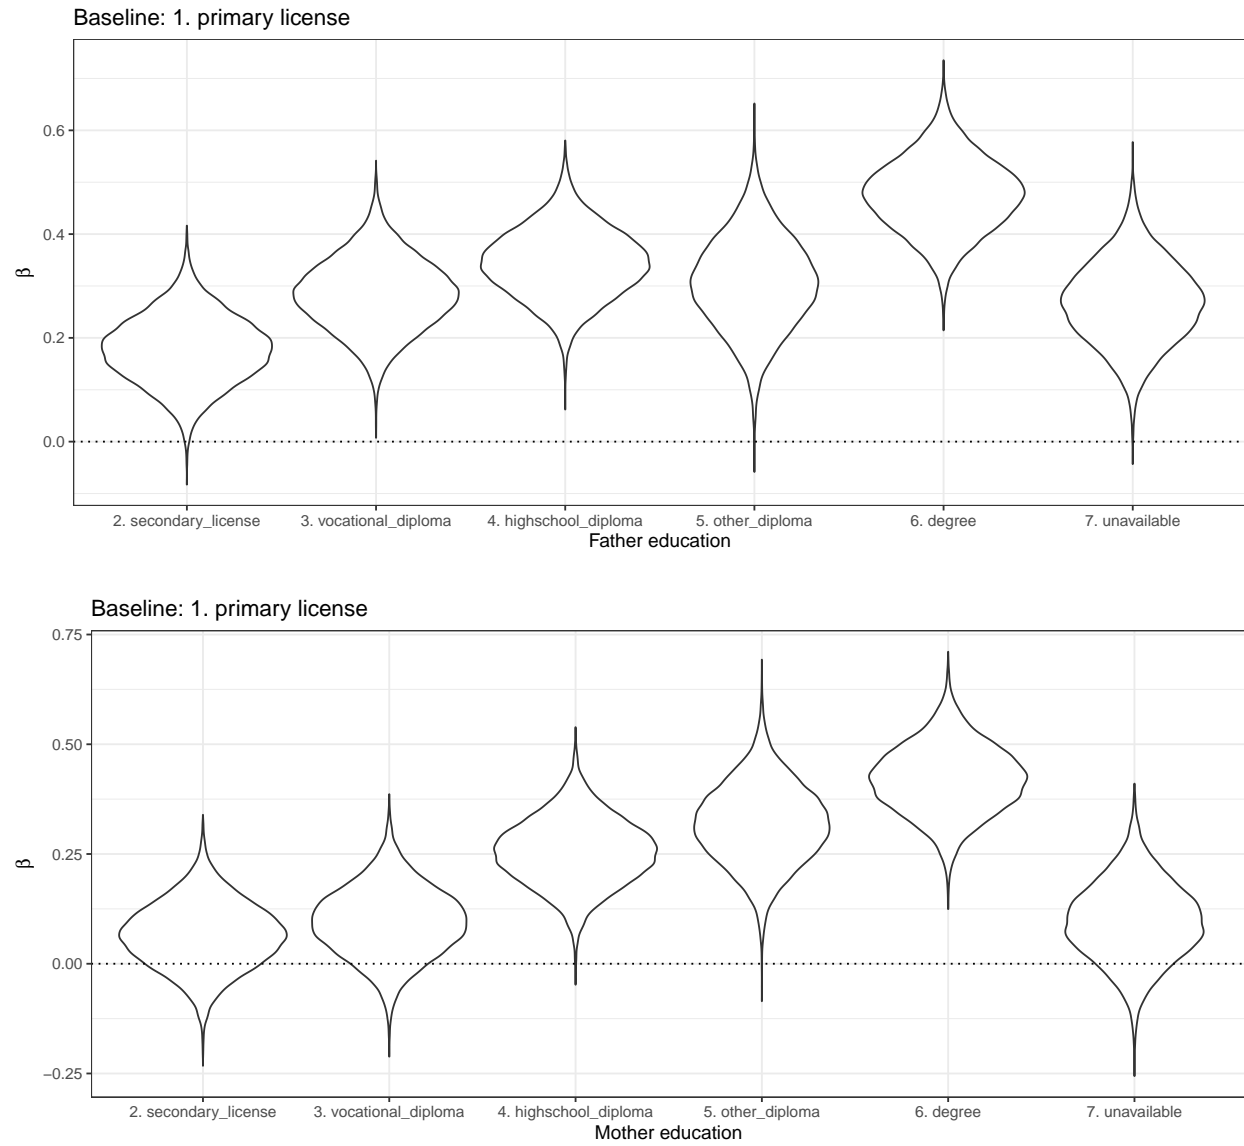 Baseline: 1. primary license
0.6
0.4
β
0.2
0.0
2. secondary_license 3. vocational_diploma 4. highschool_diploma 5. other_diploma 6. degree 7. unavailable
Father education
Baseline: 1. primary license
0.75
0.50
0.25
β
0.00
−0.25
2. secondary_license 3. vocational_diploma 4. highschool_diploma 5. other_diploma 6. degree 7. unavailable
Mother education